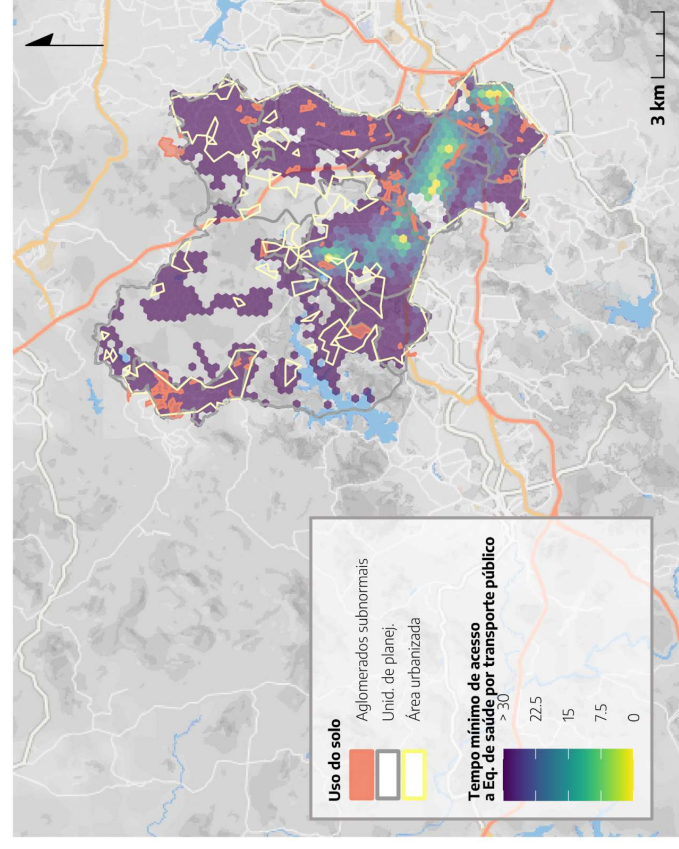 3 km
Uso do solo
Aglomerados subnormais
Unid. de planej.
Área urbanizada
Tempo mínimo de acesso
a Eq. de saúde por transporte público
> 30
22.5
15
7.5
0